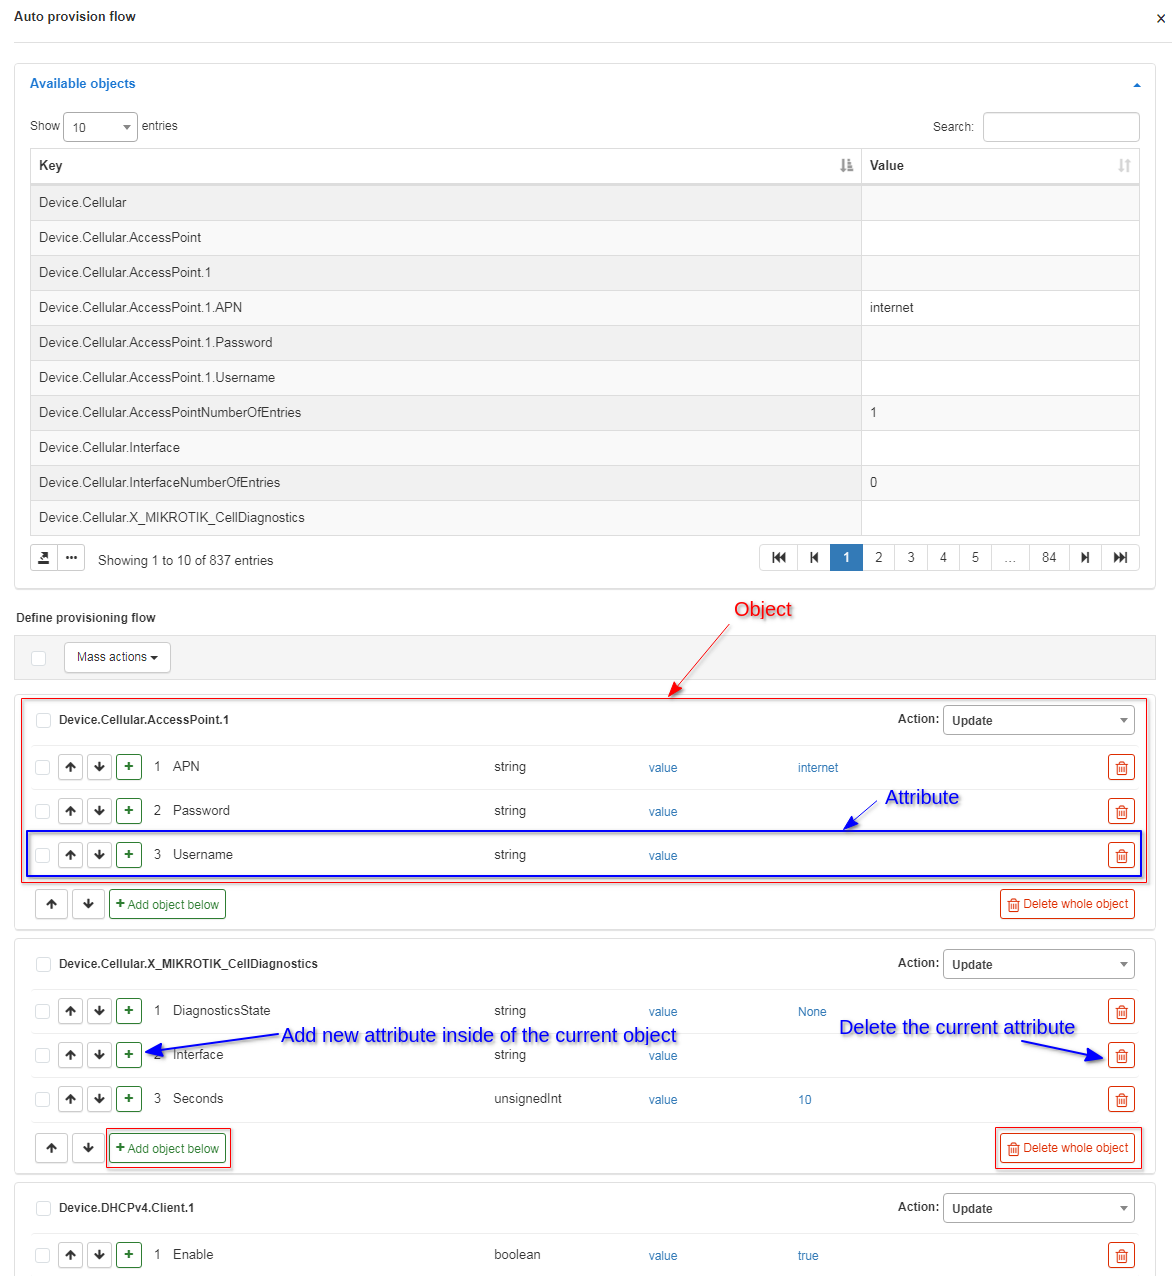 Auto provision flow ×
Available objects
Show 10 entries Search:
Key Value
Device.Cellular
Device.Cellular.AccessPoint
Device.Cellular.AccessPoint.1
Device.Cellular.AccessPoint.1.APN internet
Device.Cellular.AccessPoint.1.Password
Device.Cellular.AccessPoint.1.Username
Device.Cellular.AccessPointNumberOfEntries 1
Device.Cellular.Interface
Device.Cellular.InterfaceNumberOfEntries 0
Device.Cellular.X_MIKROTIK_CellDiagnostics
... Showing 1 to 10 of 837 entries 1 2 3 4 5 ... 84
Object
Define provisioning flow
Mass actions
Device.Cellular.AccessPoint.1 Action: Update
+ 1 APN string value internet
Attribute
+ 2 Password string value
+ 3 Username string value
+ Add object below Delete whole object
Device.Cellular.X_MIKROTIK_CellDiagnostics Action: Update
+ 1 DiagnosticsState string value None
Add new attribute inside of the current object Delete the current attribute
+ 2 Interface string value
+ 3 Seconds unsignedInt value 10
+ Add object below Delete whole object
Device.DHCPv4.Client.1 Action: Update
+ 1 Enable boolean value true